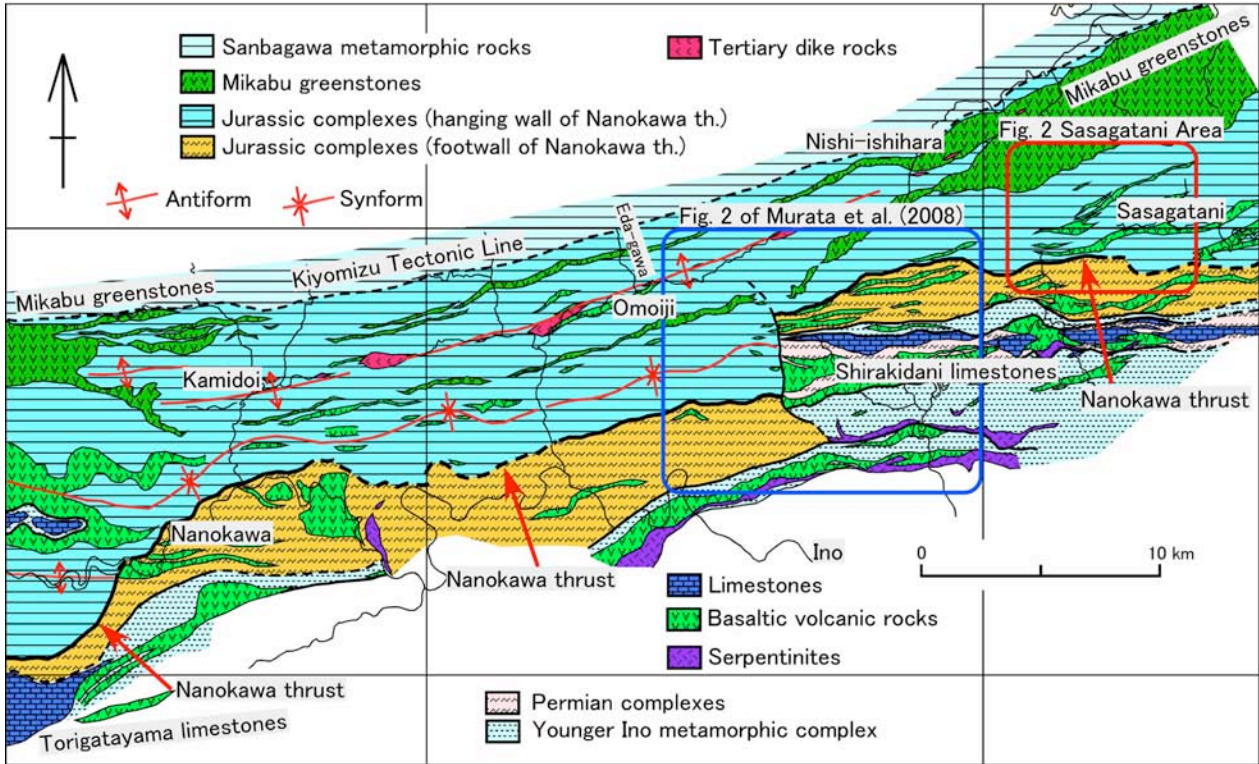 Sanbagawa metamorphic rocks
Tertiary dike rocks
Mikabu greenstones
Jurassic complexes (hanging wall of Nanokawa th.)
Jurassic complexes (footwall of Nanokawa th.)
Antiform
Synform
Mikabu greenstones
Fig. 2 Sasagatani Area
Nishi-ishihara
Fig. 2 of Murata et al. (2008)
Sasagatani
Eda-gawa
Kiyomizu Tectonic Line
Mikabu greenstones
Omoiji
Kamidoi
Shirakidani limestones
Nanokawa thrust
Nanokawa
Nanokawa thrust
Ino
0 10 km
Limestones
Basaltic volcanic rocks
Serpentinites
Nanokawa thrust
Torigatayama limestones
Permian complexes
Younger Ino metamorphic complex